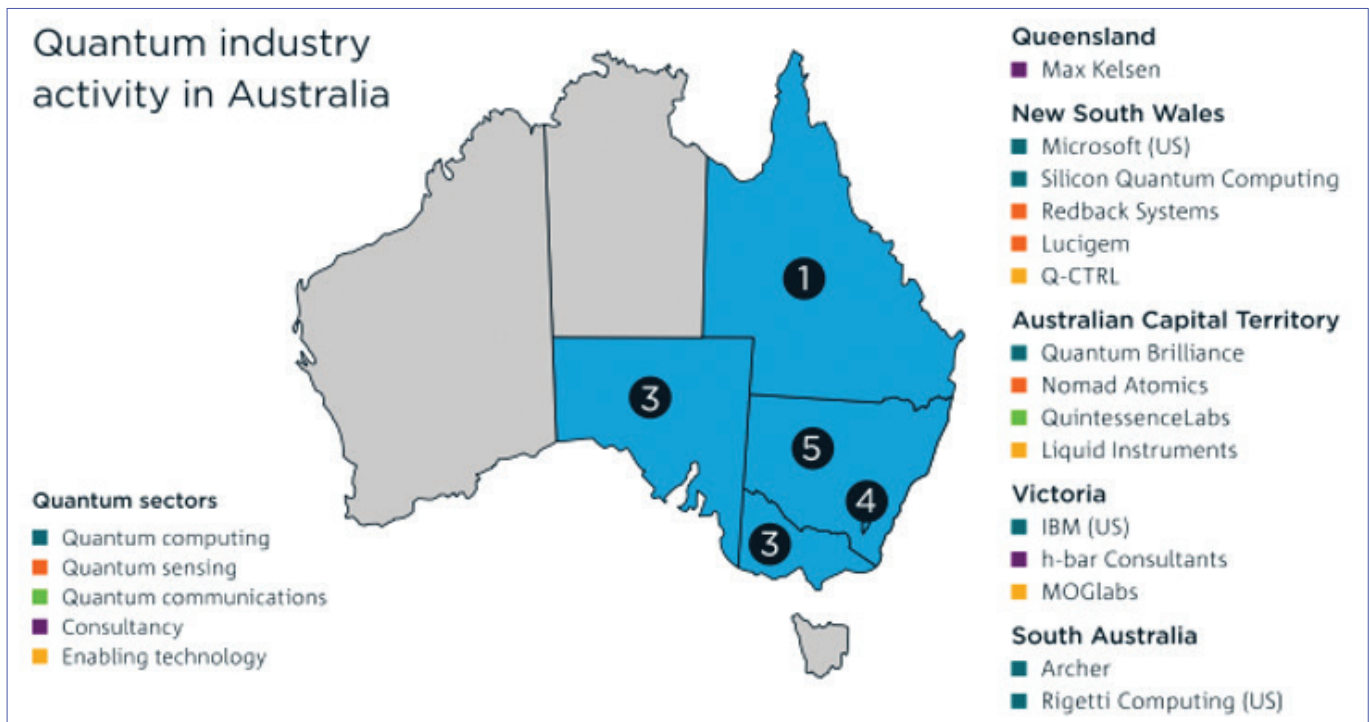 Quantum industry
activity in Australia
1
3
5
4
3
Quantum sectors
Quantum computing
Quantum sensing
Quantum communications
Consultancy
Enabling technology
Queensland
Max Kelsen
New South Wales
Microsoft (US)
Silicon Quantum Computing
Redback Systems
Lucigem
Q-CTRL
Australian Capital Territory
Quantum Brilliance
Nomad Atomics
QuintessenceLabs
Liquid Instruments
Victoria
IBM (US)
h-bar Consultants
MOGlabs
South Australia
Archer
Rigetti Computing (US)